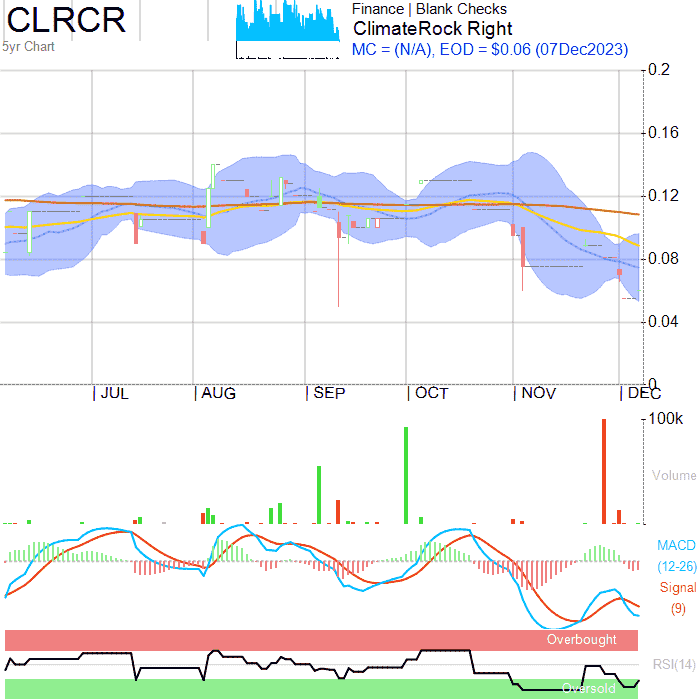 CLRCR
5yr Chart
Finance | Blank Checks
ClimateRock Right
MC = (N/A), EOD = $0.06 (07Dec2023)
0.2
0.16
0.12
0.08
0.04
0
JUL AUG SEP OCT NOV DEC
100k
Volume
MACD
(12-26)
Signal
(9)
Overbought
RSI(14)
Oversold